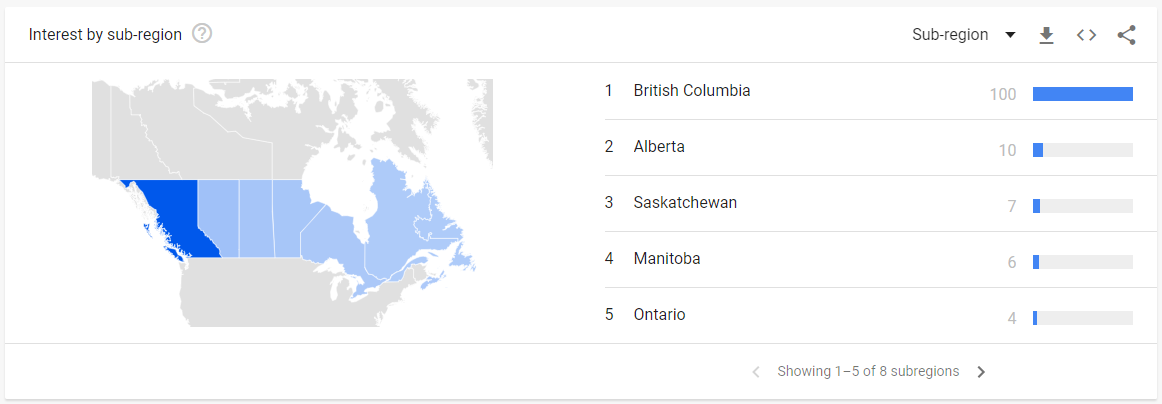 Interest by sub-region ?
Sub-region
1 British Columbia 100
2 Alberta 10
3 Saskatchewan 7
4 Manitoba 6
5 Ontario 4
Showing 1–5 of 8 subregions